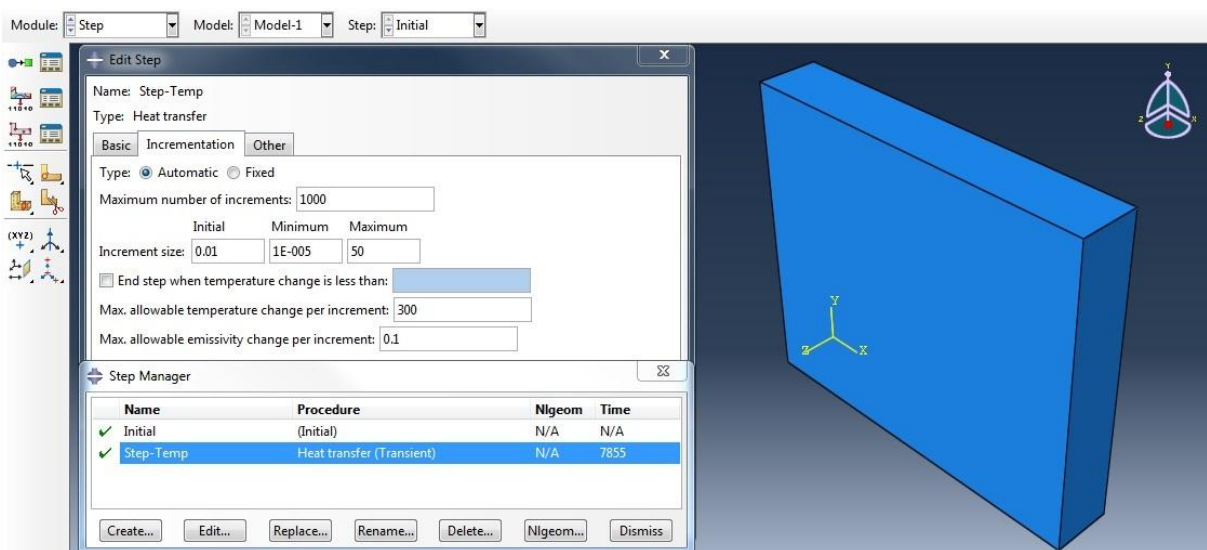 Module: Step Model: Model-1 Step: Initial
Edit Step X
Name: Step-Temp
Type: Heat transfer
Basic Incrementation Other
Type: Automatic Fixed
Maximum number of increments: 1000
Initial Minimum Maximum
Increment size: 0.01 1E-005 50
End step when temperature change is less than:
Max. allowable temperature change per increment: 300
Max. allowable emissivity change per increment: 0.1
Step Manager
Name Procedure Nlgeom Time
Initial (Initial) N/A N/A
Step-Temp Heat transfer (Transient) N/A 7855
Create... Edit... Replace... Rename... Delete... Nlgeom... Dismiss
(XYZ)
Y
Z X
Y
Z X